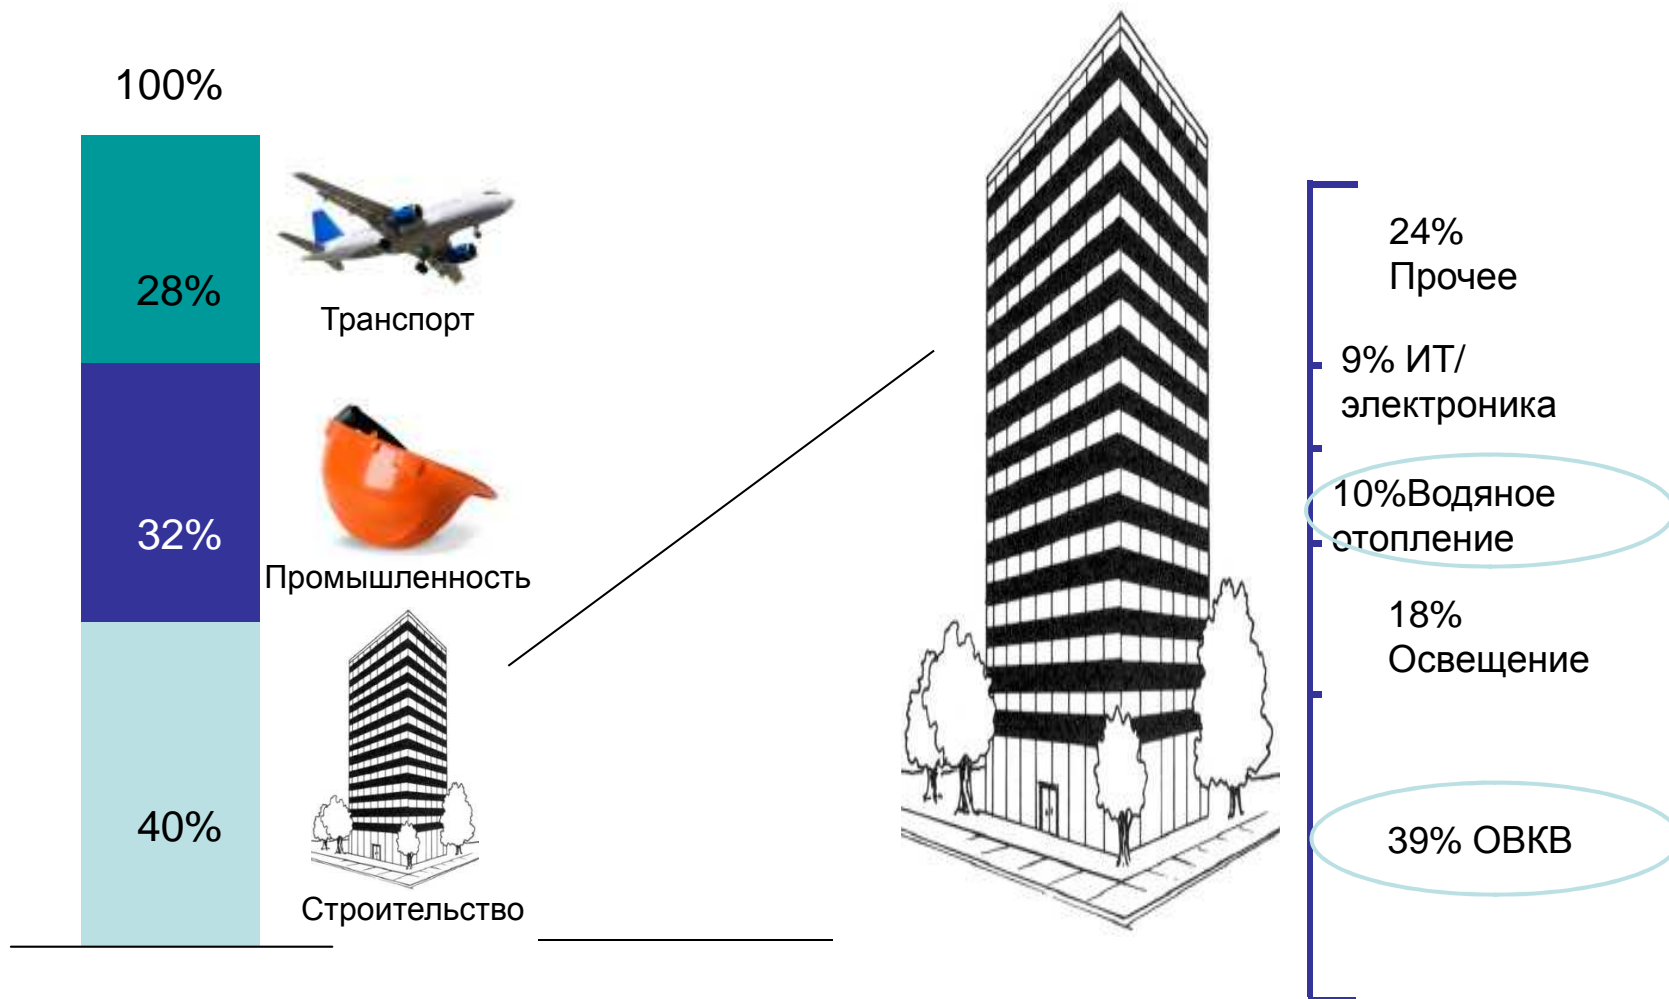 100%
28%
Транспорт
32%
Промышленность
40%
Строительство
24%
Прочее
9% ИТ/
электроника
10%Водяное
отопление
18%
Освещение
39% ОВКВ